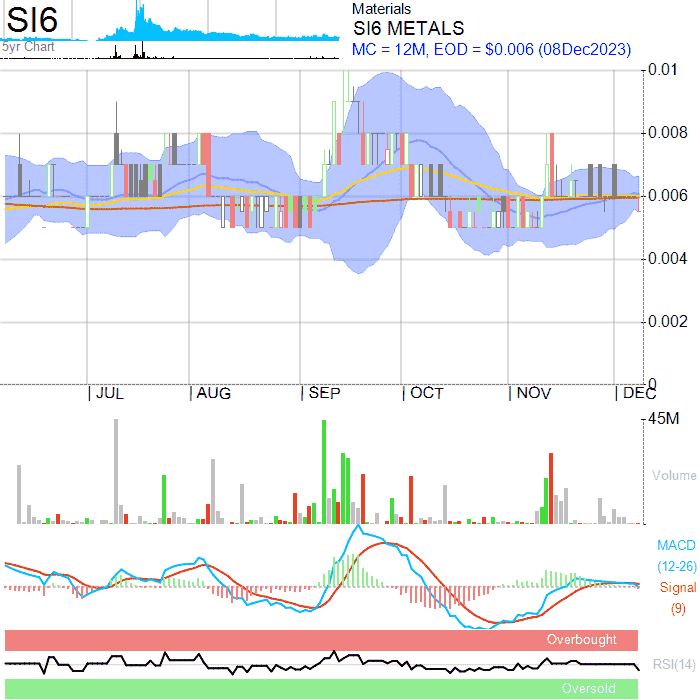 SI6
5yr Chart
Materials
SI6 METALS
MC = 12M, EOD = $0.006 (08Dec2023)
0.01
0.008
0.006
0.004
0.002
0
JUL AUG SEP OCT NOV DEC
45M
Volume
MACD
(12-26)
Signal
(9)
Overbought
RSI(14)
Oversold